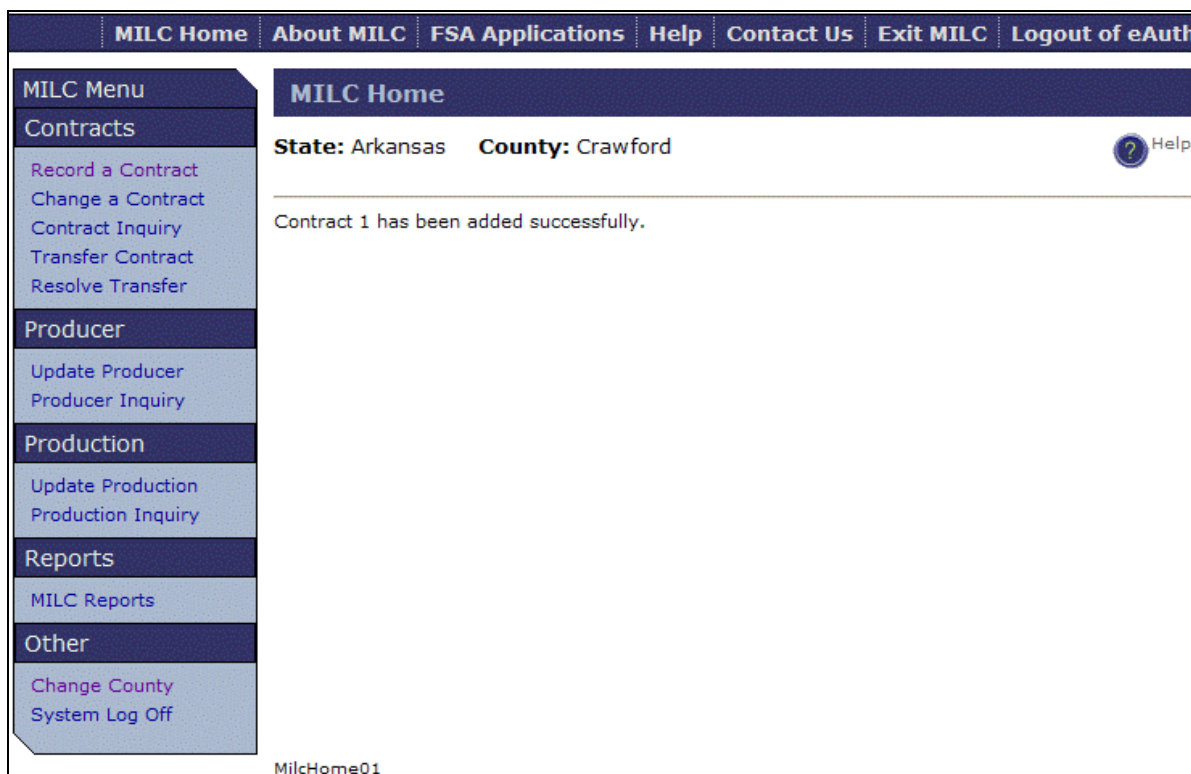 MILC Home About MILC FSA Applications Help Contact Us Exit MILC Logout of eAuth
MILC Menu
Contracts
Record a Contract
Change a Contract
Contract Inquiry
Transfer Contract
Resolve Transfer
Producer
Update Producer
Producer Inquiry
Production
Update Production
Production Inquiry
Reports
MILC Reports
Other
Change County
System Log Off
MILC Home
State: Arkansas County: Crawford
? Help
Contract 1 has been added successfully.
MilcHome01